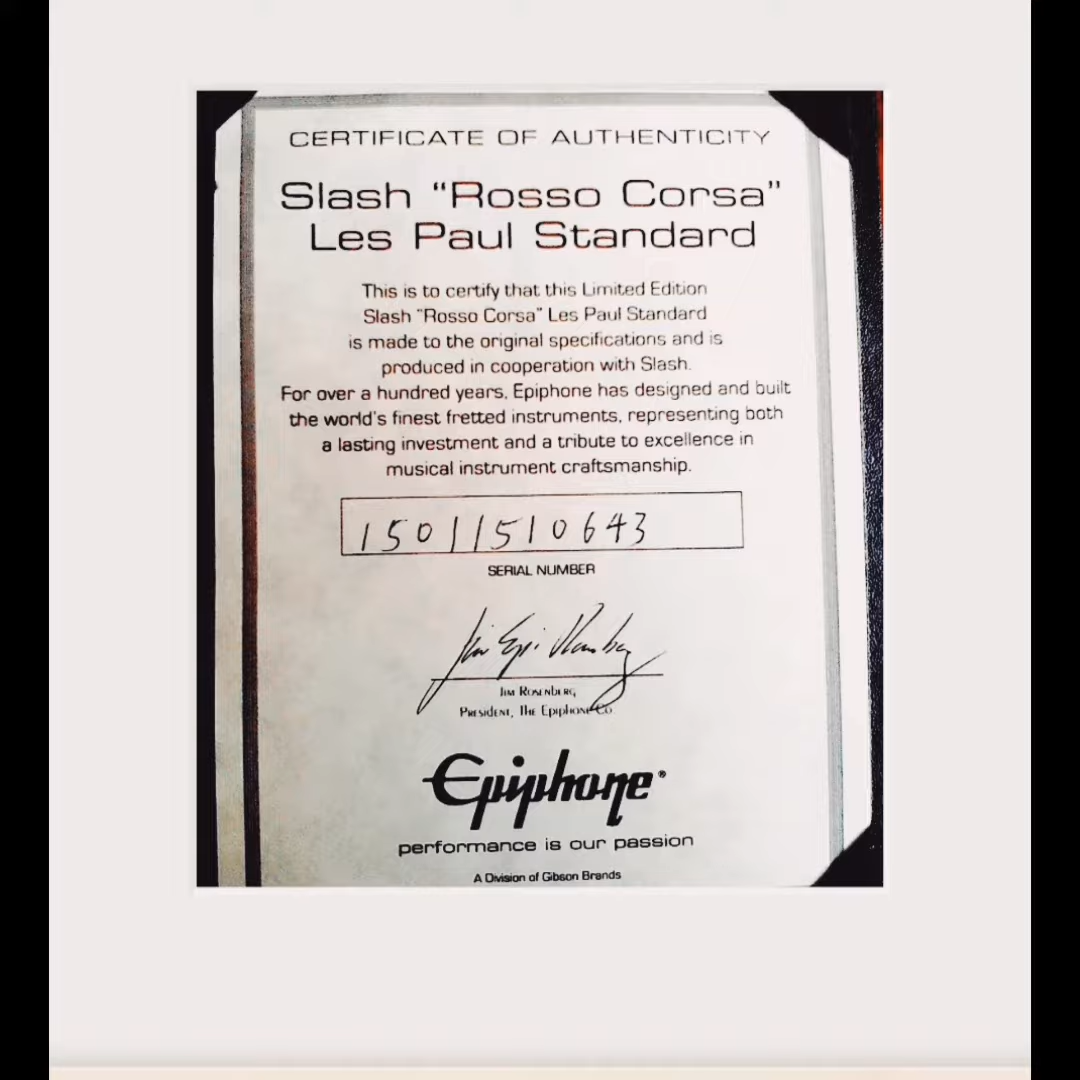 CERTIFICATE OF AUTHENTICITY
Slash "Rosso Corsa"
Les Paul Standard
This is to certify that this Limited Edition
Slash "Rosso Corsa" Les Paul Standard
is made to the original specifications and is
produced in cooperation with Slash.
For over a hundred years, Epiphone has designed and built
the world's finest fretted instruments, representing both
a lasting investment and a tribute to excellence in
musical instrument craftsmanship.
15011510643
SERIAL NUMBER
Jim "Epi" Rosenberg
Jim Rosenberg,
President, The Epiphone Co.
Epiphone®
performance is our passion
A Division of Gibson Brands